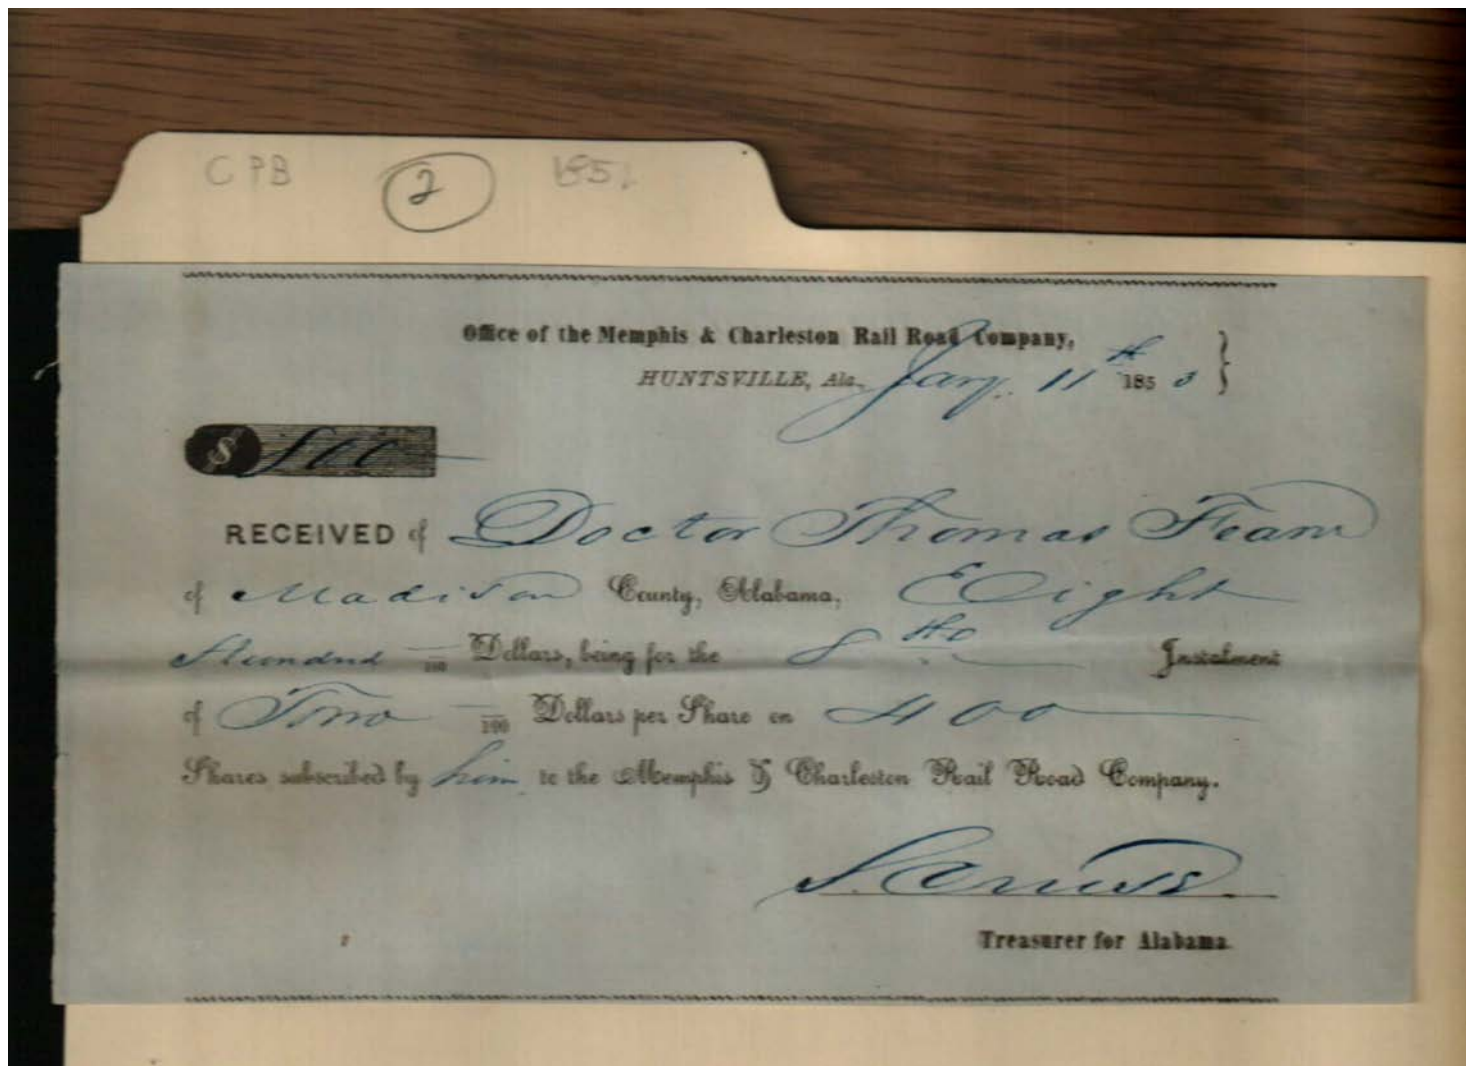 CPB 2 185
Office of the Memphis & Charleston Rail Road Company,
HUNTSVILLE, Ala., Jany. 11th 1853
$ 800
RECEIVED of Doctor Thomas Fearn
of Madison County, Alabama, Eight
Hundred 100 Dollars, being for the 8th Instalment
of Two 100 Dollars per Share on 400
Shares subscribed by him to the Memphis & Charleston Rail Road Company.
S. Cruse
Treasurer for Alabama.